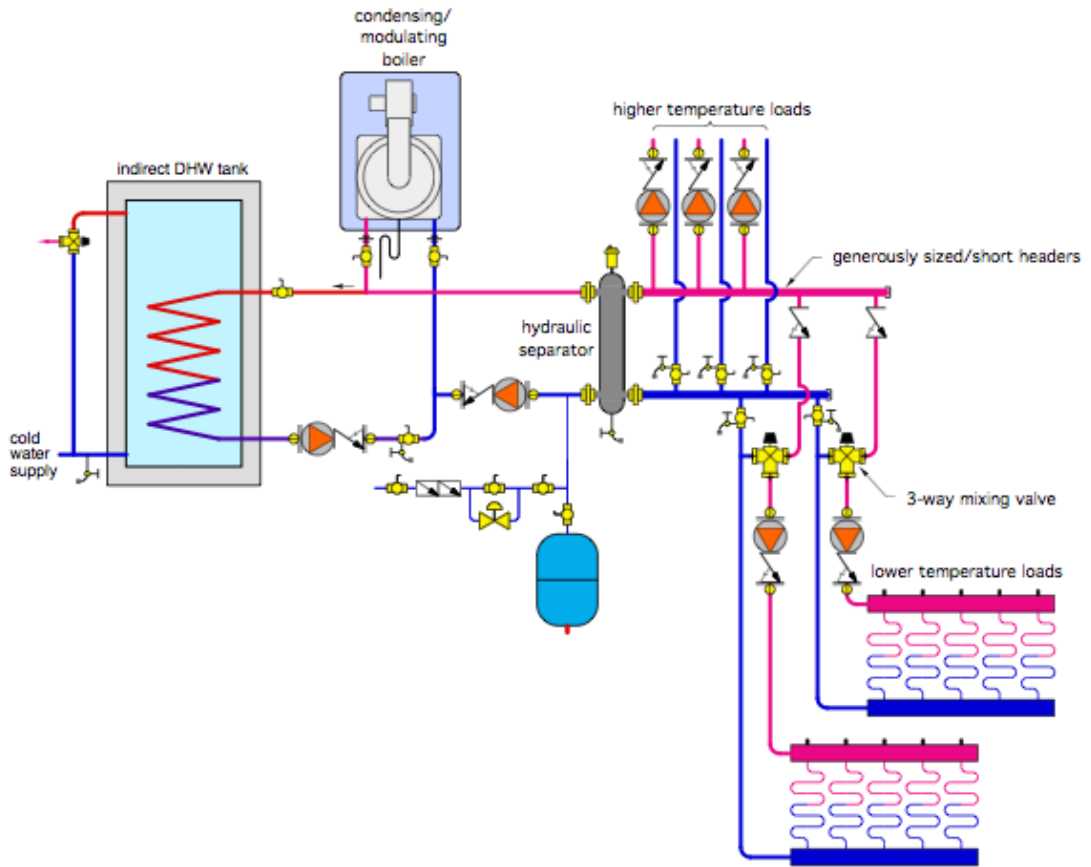 condensing/
modulating
boiler
higher temperature loads
indirect DHW tank
generously sized/short headers
hydraulic
separator
cold
water
supply
3-way mixing valve
lower temperature loads